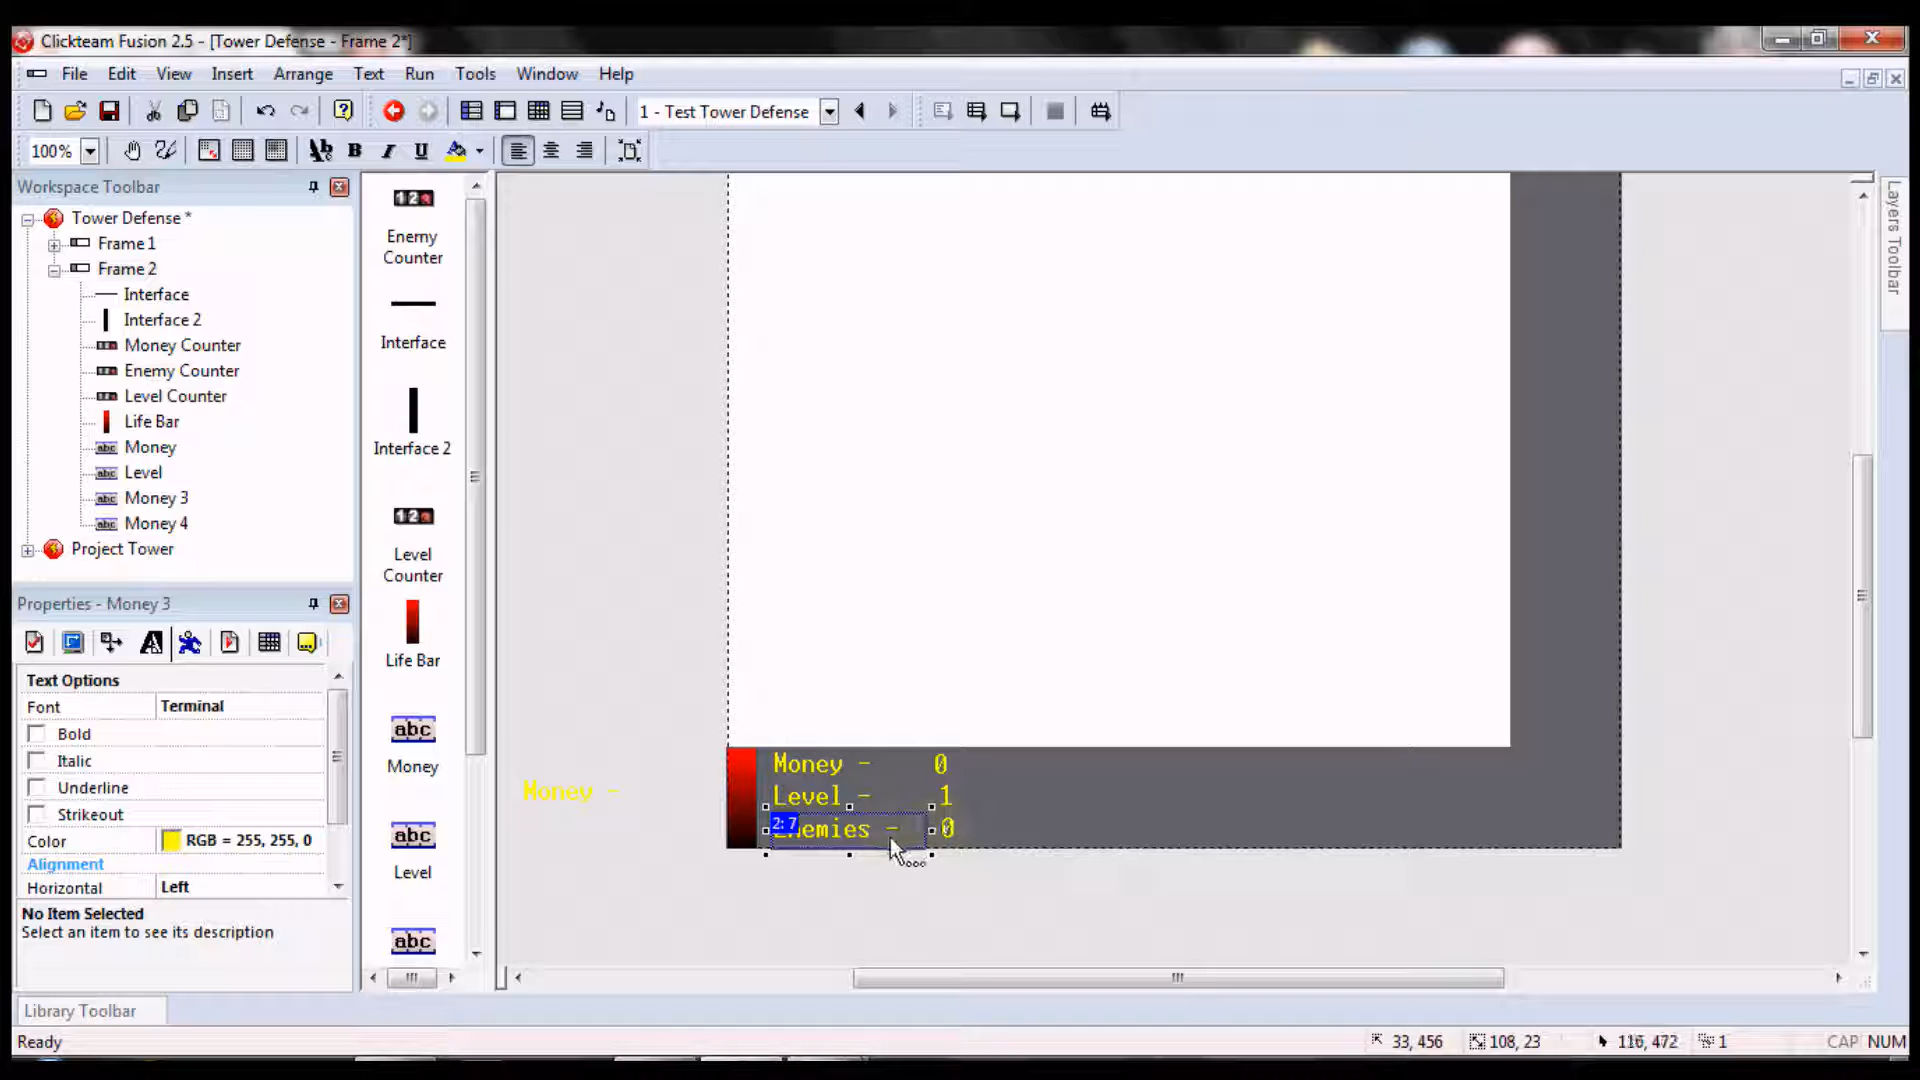 Clickteam Fusion 2.5 - [Tower Defense - Frame 2*]
File Edit View Insert Arrange Text Run Tools Window Help
1 - Test Tower Defense
100%
Workspace Toolbar
Tower Defense *
Frame 1
Frame 2
Interface
Interface 2
Money Counter
Enemy Counter
Level Counter
Life Bar
Money
Level
Money 3
Money 4
Project Tower
Properties - Money 3
Text Options
Font Terminal
Bold
Italic
Underline
Strikeout
Color RGB = 255, 255, 0
Alignment
Horizontal Left
No Item Selected
Select an item to see its description
Library Toolbar
Enemy
Counter
Interface
Interface 2
Level
Counter
Life Bar
abc
Money
abc
Level
abc
Money -
Money - 0
Level - 1
2: 7
Enemies - 0
Layers Toolbar
Ready
33, 456
108, 23
116, 472
1
CAP NUM